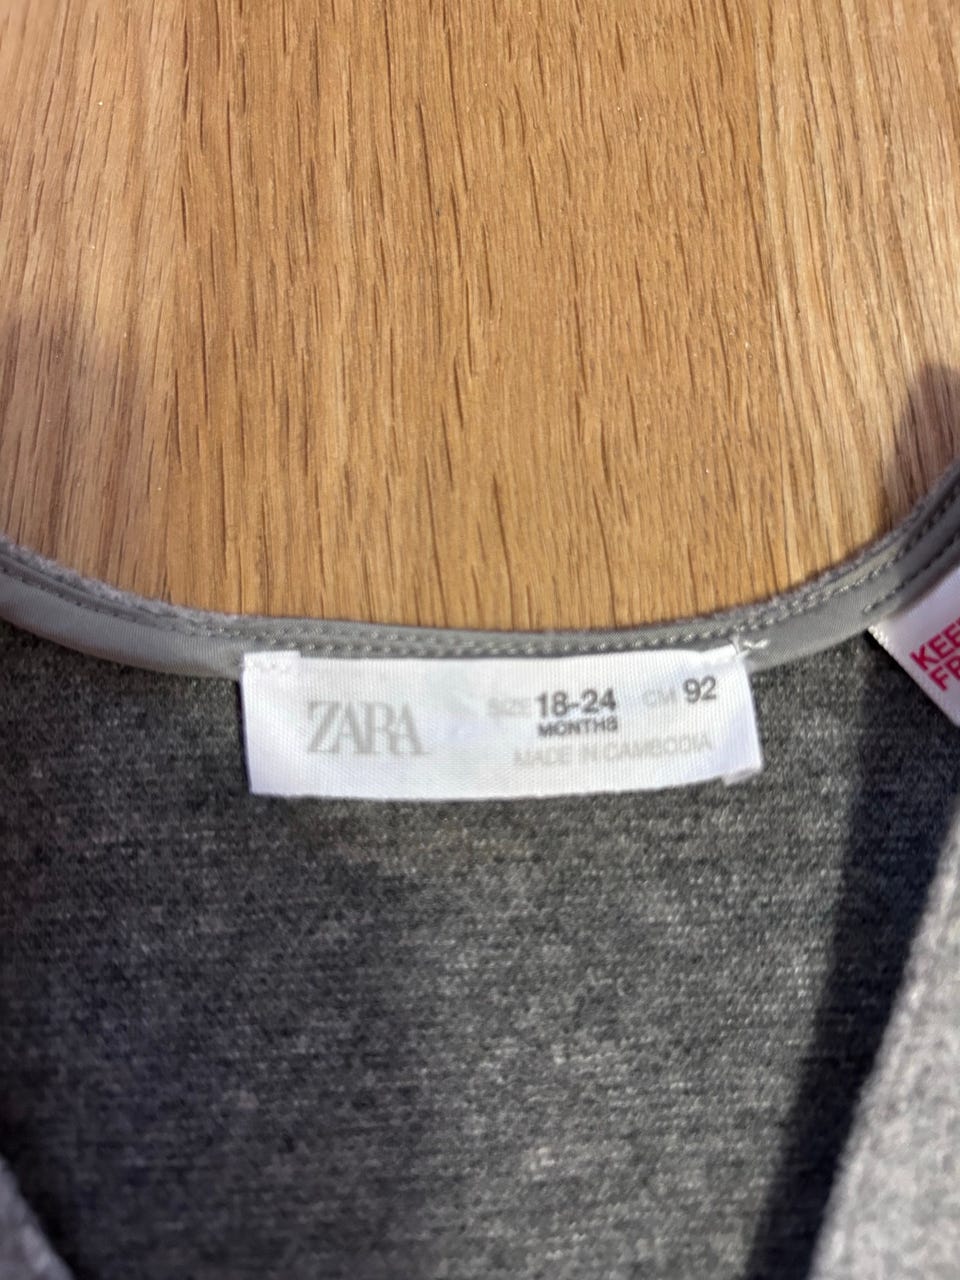 ZARA
SIZE 18-24 CM 92
MONTHS
MADE IN CAMBODIA